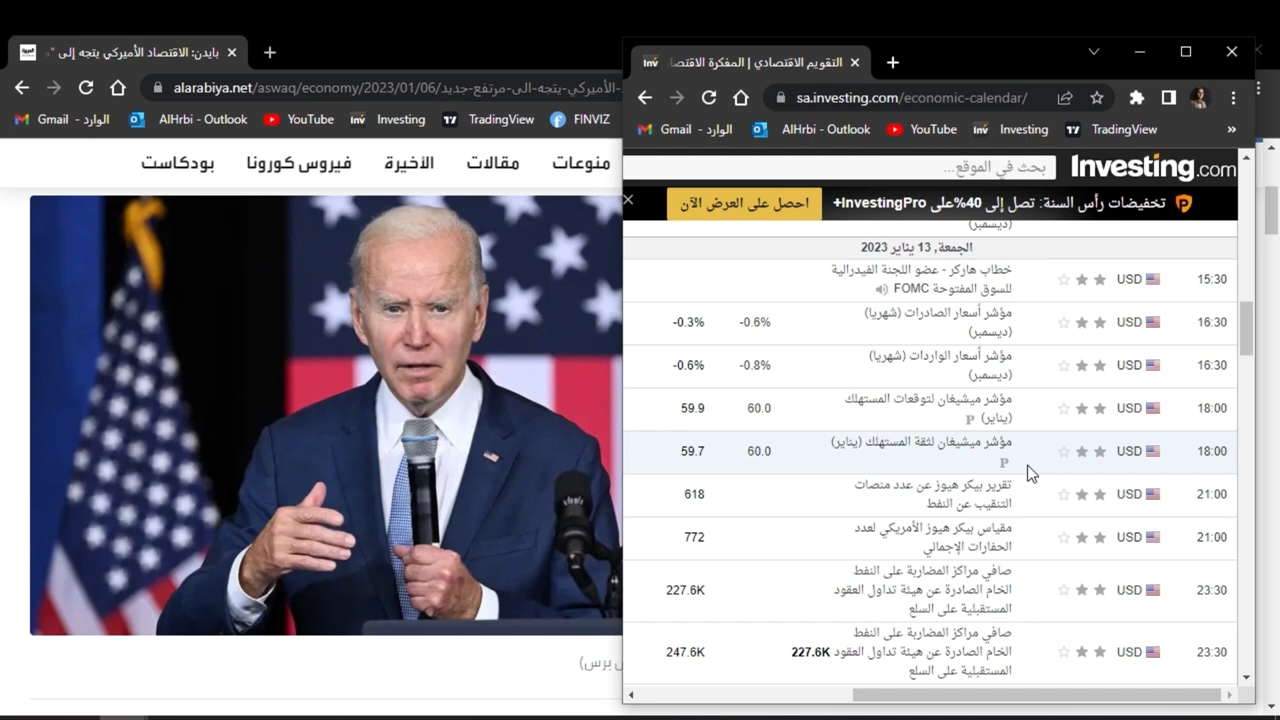 بايدن: الاقتصاد الأميركي يتجه إلى "
alarabiya.net/aswaq/economy/2023/01/06/الأميركي-يتجه-الى-مرتفع-جديد
Gmail - الوارد
AlHrbi - Outlook
YouTube
Investing
TradingView
FINVIZ
منوعات
مقالات
الأخيرة
فيروس كورونا
بودكاست
برس)
التقويم الاقتصادي | المفكرة الاقتصا
sa.investing.com/economic-calendar/
Gmail - الوارد
AlHrbi - Outlook
YouTube
Investing
TradingView
»
Investing.com
بحث في الموقع...
تخفيضات رأس السنة: تصل إلى 40% على InvestingPro+
احصل على العرض الآن
(ديسمبر)
الجمعة, 13 يناير 2023
15:30 USD خطاب هاركر - عضو اللجنة الفيدرالية
للسوق المفتوحة FOMC
16:30 USD مؤشر أسعار الصادرات (شهريا) -0.6% -0.3%
(ديسمبر)
16:30 USD مؤشر أسعار الواردات (شهريا) -0.8% -0.6%
(ديسمبر)
18:00 USD مؤشر ميشيغان لتوقعات المستهلك 60.0 59.9
(يناير) P
18:00 USD مؤشر ميشيغان لثقة المستهلك (يناير) 60.0 59.7
P
21:00 USD تقرير بيكر هيوز عن عدد منصات 618
التنقيب عن النفط
21:00 USD مقياس بيكر هيوز الأمريكي لعدد 772
الحفارات الإجمالي
23:30 USD صافي مراكز المضاربة على النفط
الخام الصادرة عن هيئة تداول العقود 227.6K
المستقبلية على السلع
23:30 USD صافي مراكز المضاربة على النفط
الخام الصادرة عن هيئة تداول العقود 227.6K 247.6K
المستقبلية على السلع